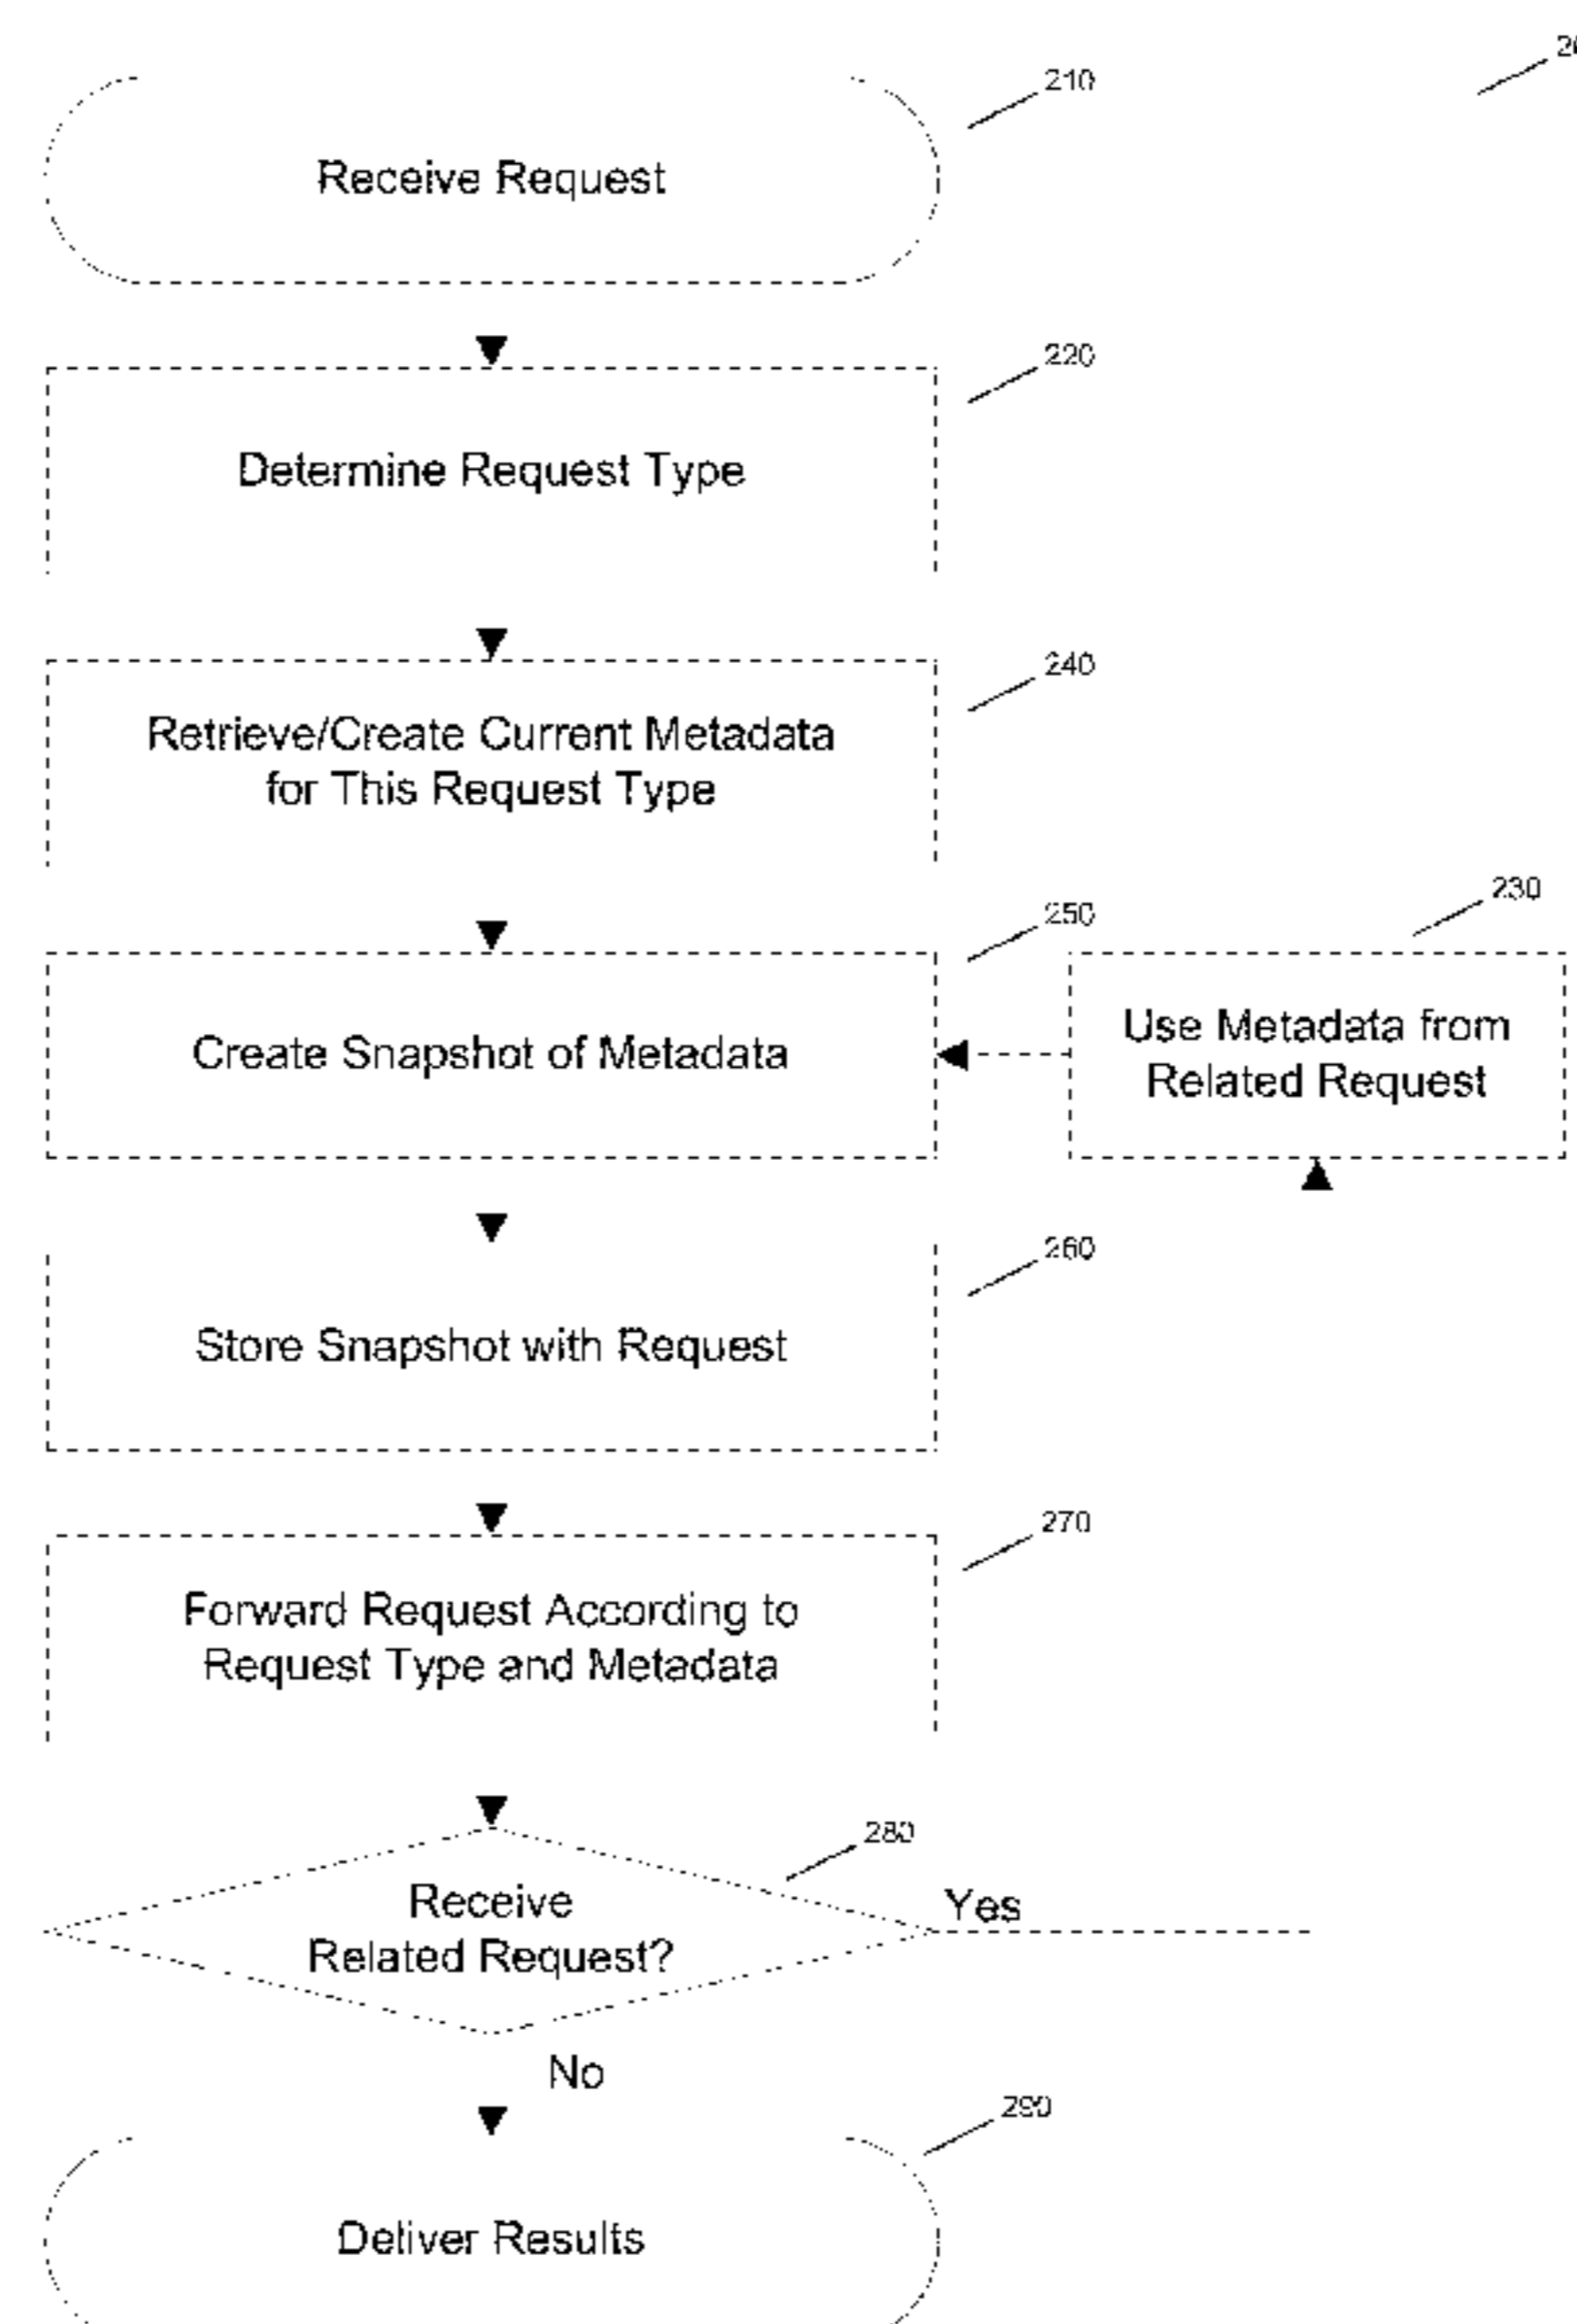 210
Receive Request
220
Determine Request Type
240
Retrieve/Create Current Metadata
for This Request Type
250
230
Create Snapshot of Metadata
Use Metadata from
Related Request
260
Store Snapshot with Request
270
Forward Request According to
Request Type and Metadata
280
Receive
Related Request?
Yes
No
290
Deliver Results